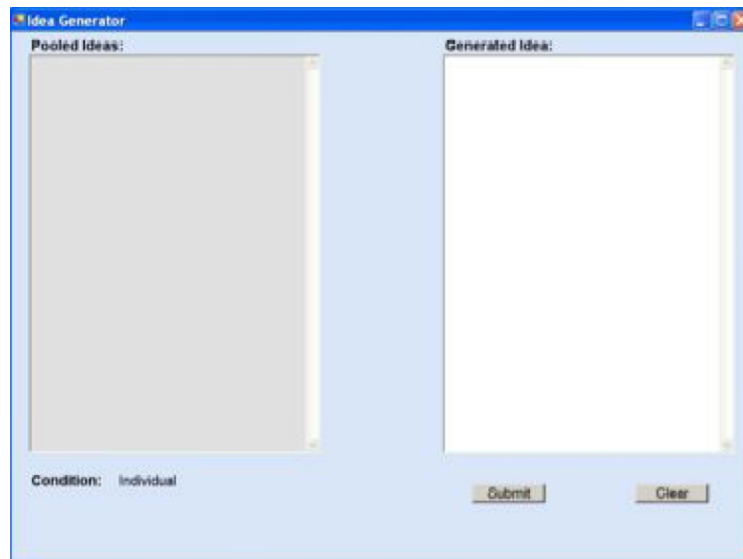 Idea Generator
Pooled Ideas:
Generated Idea:
Condition: Individual
Submit
Clear